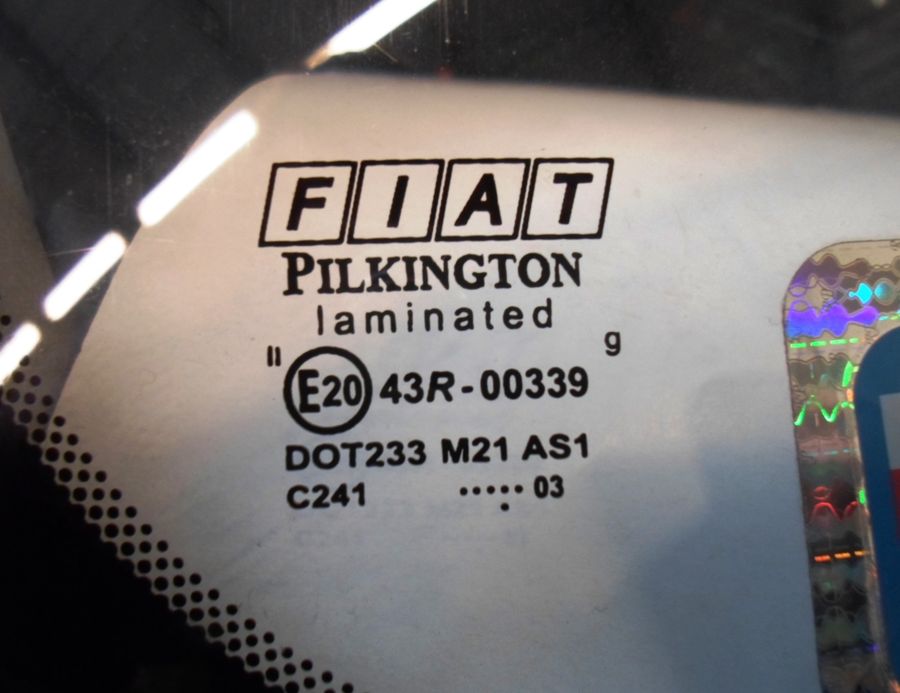 FIAT
PILKINGTON
laminated
II g
E20 43R-00339
DOT233 M21 AS1
C241 ..... 03
.